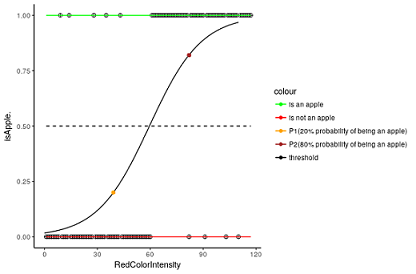 1.00
0.75
0.50
0.25
0.00
IsApple.
0 30 60 90 120
RedColorIntensity
colour
Is an apple
Is not an apple
P1(20% probability of being an apple)
P2(80% probability of being an apple)
threshold